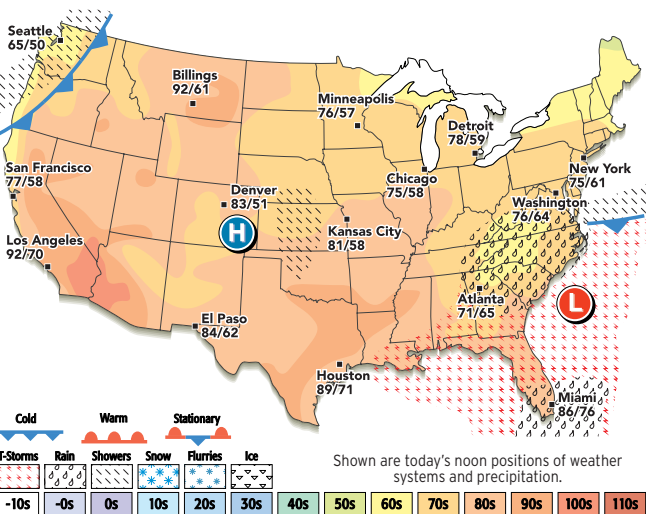 Seattle
65/50
Billings
92/61
Minneapolis
76/57
Detroit
78/59
San Francisco
77/58
Chicago
75/58
New York
75/61
Denver
83/51
Washington
76/64
H
Kansas City
81/58
Los Angeles
92/70
L
Atlanta
71/65
El Paso
84/62
Houston
89/71
Miami
86/76
Cold
Warm
Stationary
T-Storms Rain Showers Snow Flurries Ice
Shown are today's noon positions of weather
systems and precipitation.
-10s -0s 0s 10s 20s 30s 40s 50s 60s 70s 80s 90s 100s 110s